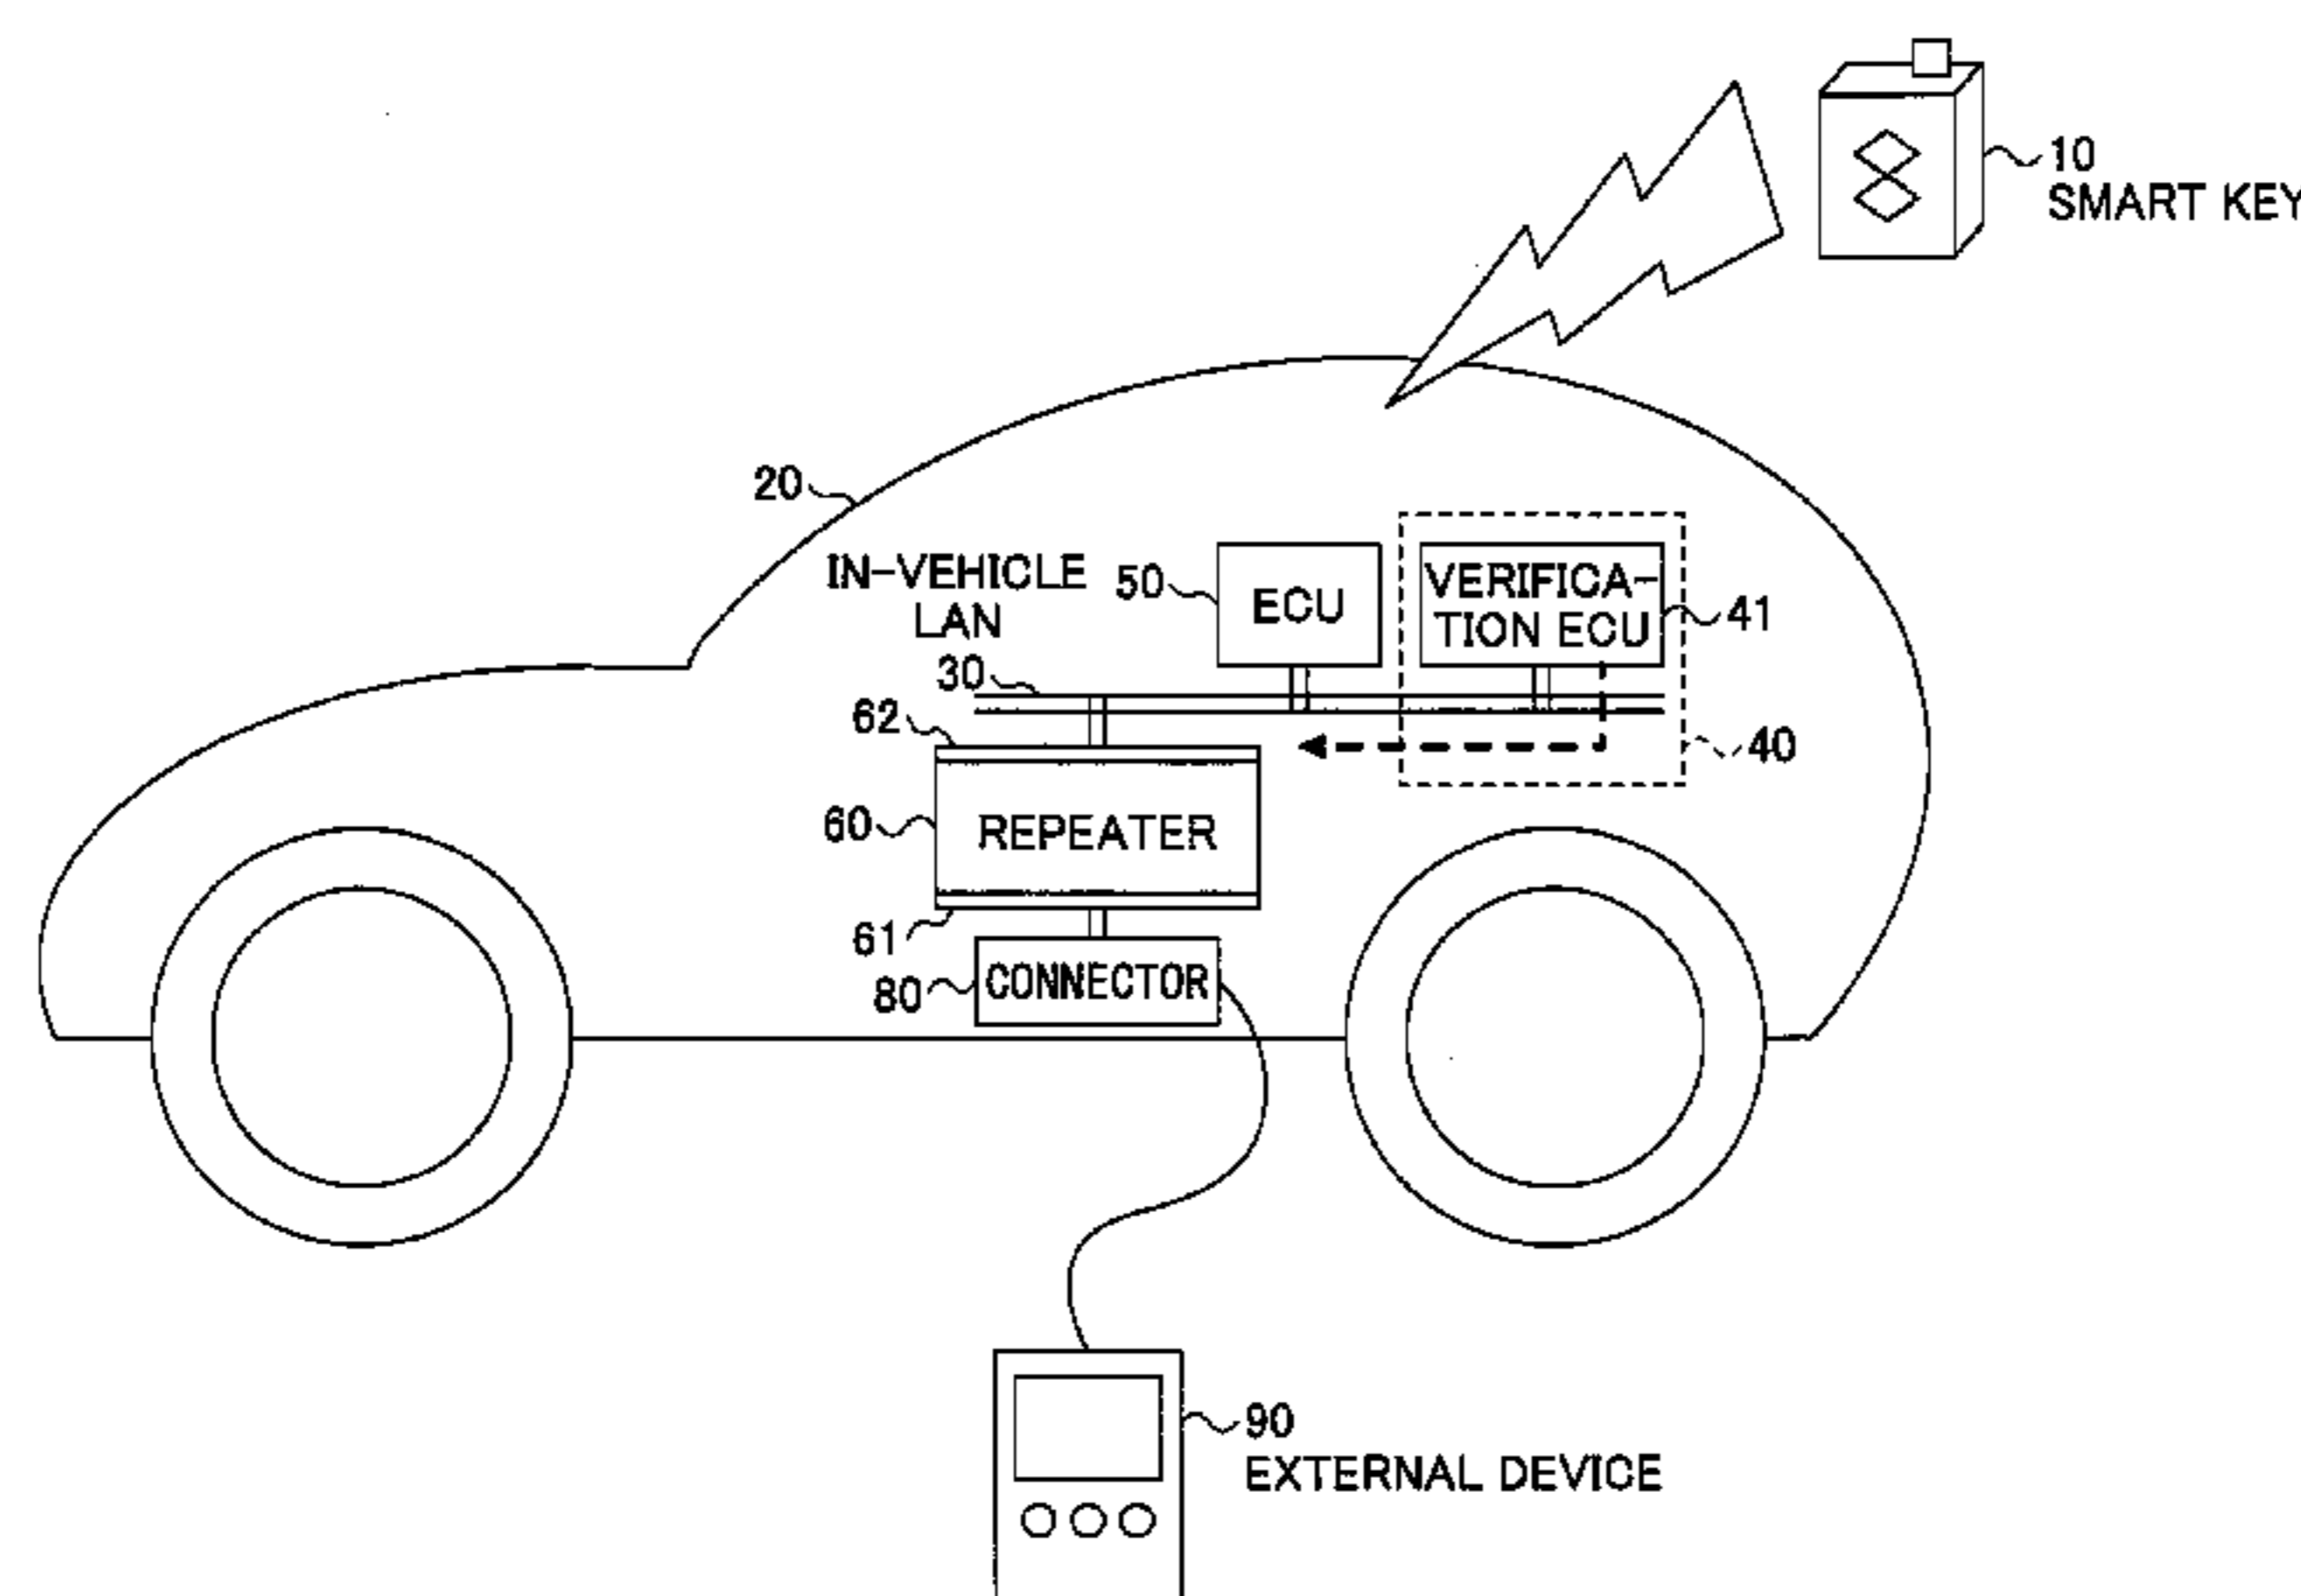 10
SMART KEY
20
IN-VEHICLE
LAN
30
50
ECU
VERIFICA-
TION ECU
41
40
62
60
REPEATER
61
80
CONNECTOR
90
EXTERNAL DEVICE